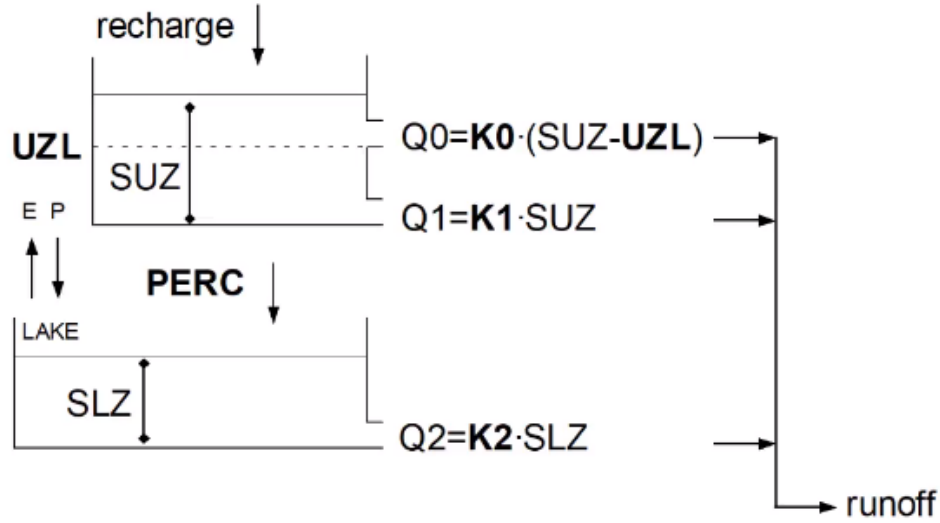 recharge
UZL
SUZ
Q0=K0·(SUZ-UZL)
Q1=K1·SUZ
E P
PERC
LAKE
SLZ
Q2=K2·SLZ
runoff